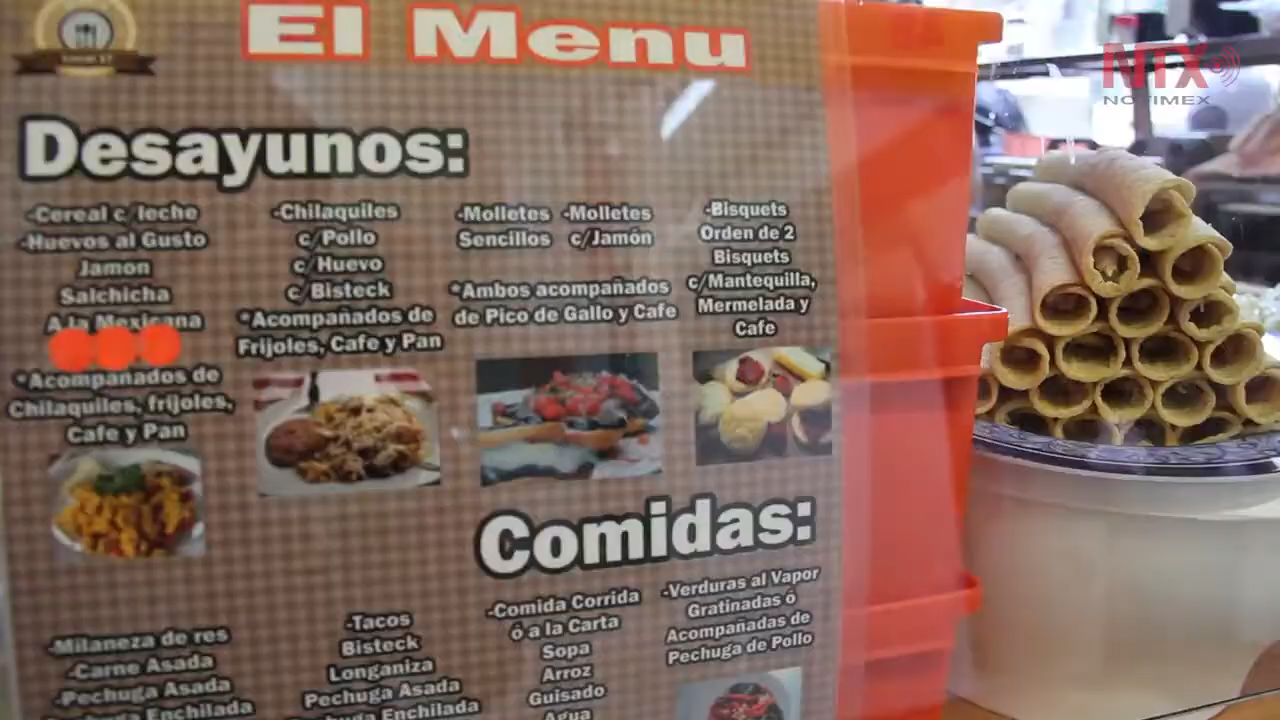 El Menu
NTX
NOTIMEX
Desayunos:
-Cereal c/leche
-Huevos al Gusto
Jamon
Salchicha
A la Mexicana
*Acompañados de
Chilaquiles, frijoles,
Cafe y Pan
-Chilaquiles
c/Pollo
c/Huevo
c/Bisteck
*Acompañados de
Frijoles, Cafe y Pan
-Molletes
Sencillos
-Molletes
c/Jamón
*Ambos acompañados
de Pico de Gallo y Cafe
-Bisquets
Orden de 2
Bisquets
c/Mantequilla,
Mermelada y
Cafe
Comidas:
-Milaneza de res
-Carne Asada
-Pechuga Asada
Pechuga Enchilada
-Tacos
Bisteck
Longaniza
Pechuga Asada
Enchilada
-Comida Corrida
ó a la Carta
Sopa
Arroz
Guisado
Agua
-Verduras al Vapor
Gratinadas ó
Acompañadas de
Pechuga de Pollo